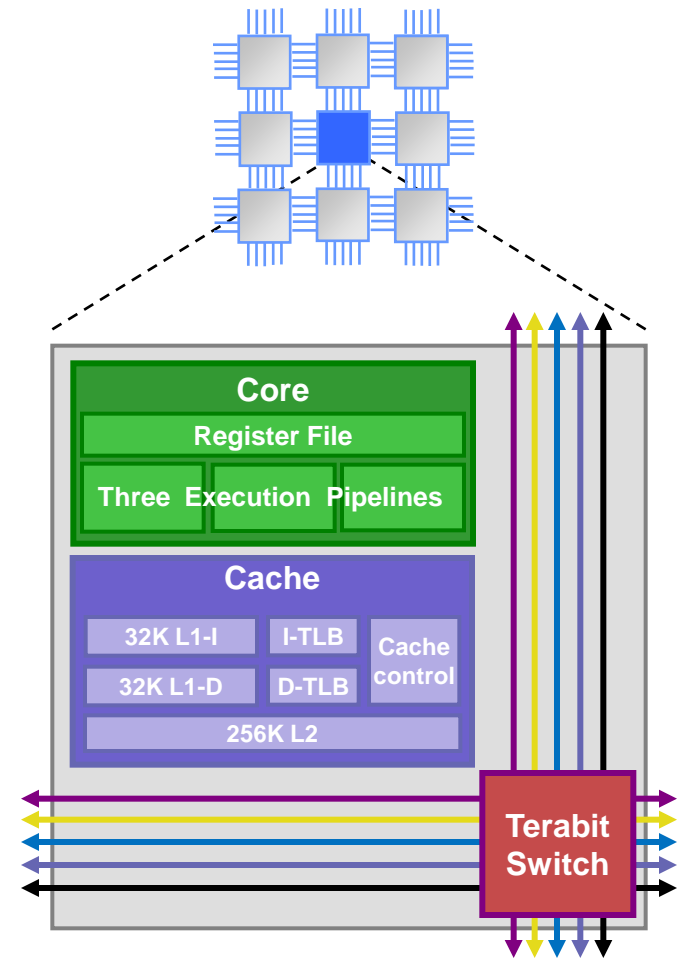 Core
Register File
Three Execution Pipelines
Cache
32K L1-I
I-TLB
Cache
control
32K L1-D
D-TLB
256K L2
Terabit
Switch